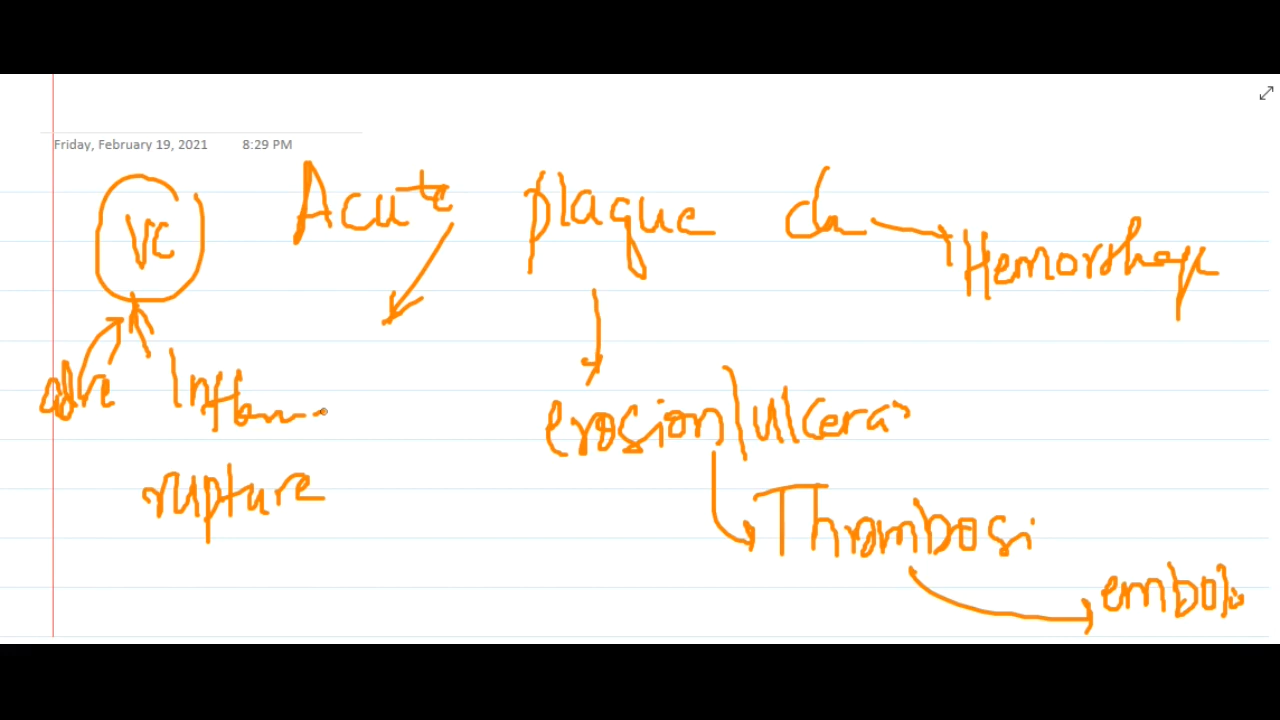 Friday, February 19, 2021 8:29 PM
Acute plaque
VC
Hemorrhage
Inflam
erosion/ulcera
rupture
Thrombosi
embol